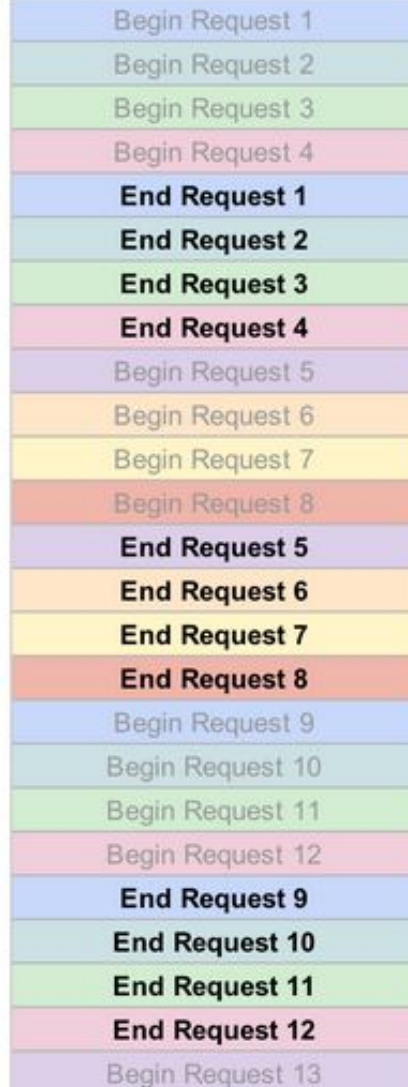 Begin Request 1
Begin Request 2
Begin Request 3
Begin Request 4
End Request 1
End Request 2
End Request 3
End Request 4
Begin Request 5
Begin Request 6
Begin Request 7
Begin Request 8
End Request 5
End Request 6
End Request 7
End Request 8
Begin Request 9
Begin Request 10
Begin Request 11
Begin Request 12
End Request 9
End Request 10
End Request 11
End Request 12
Begin Request 13